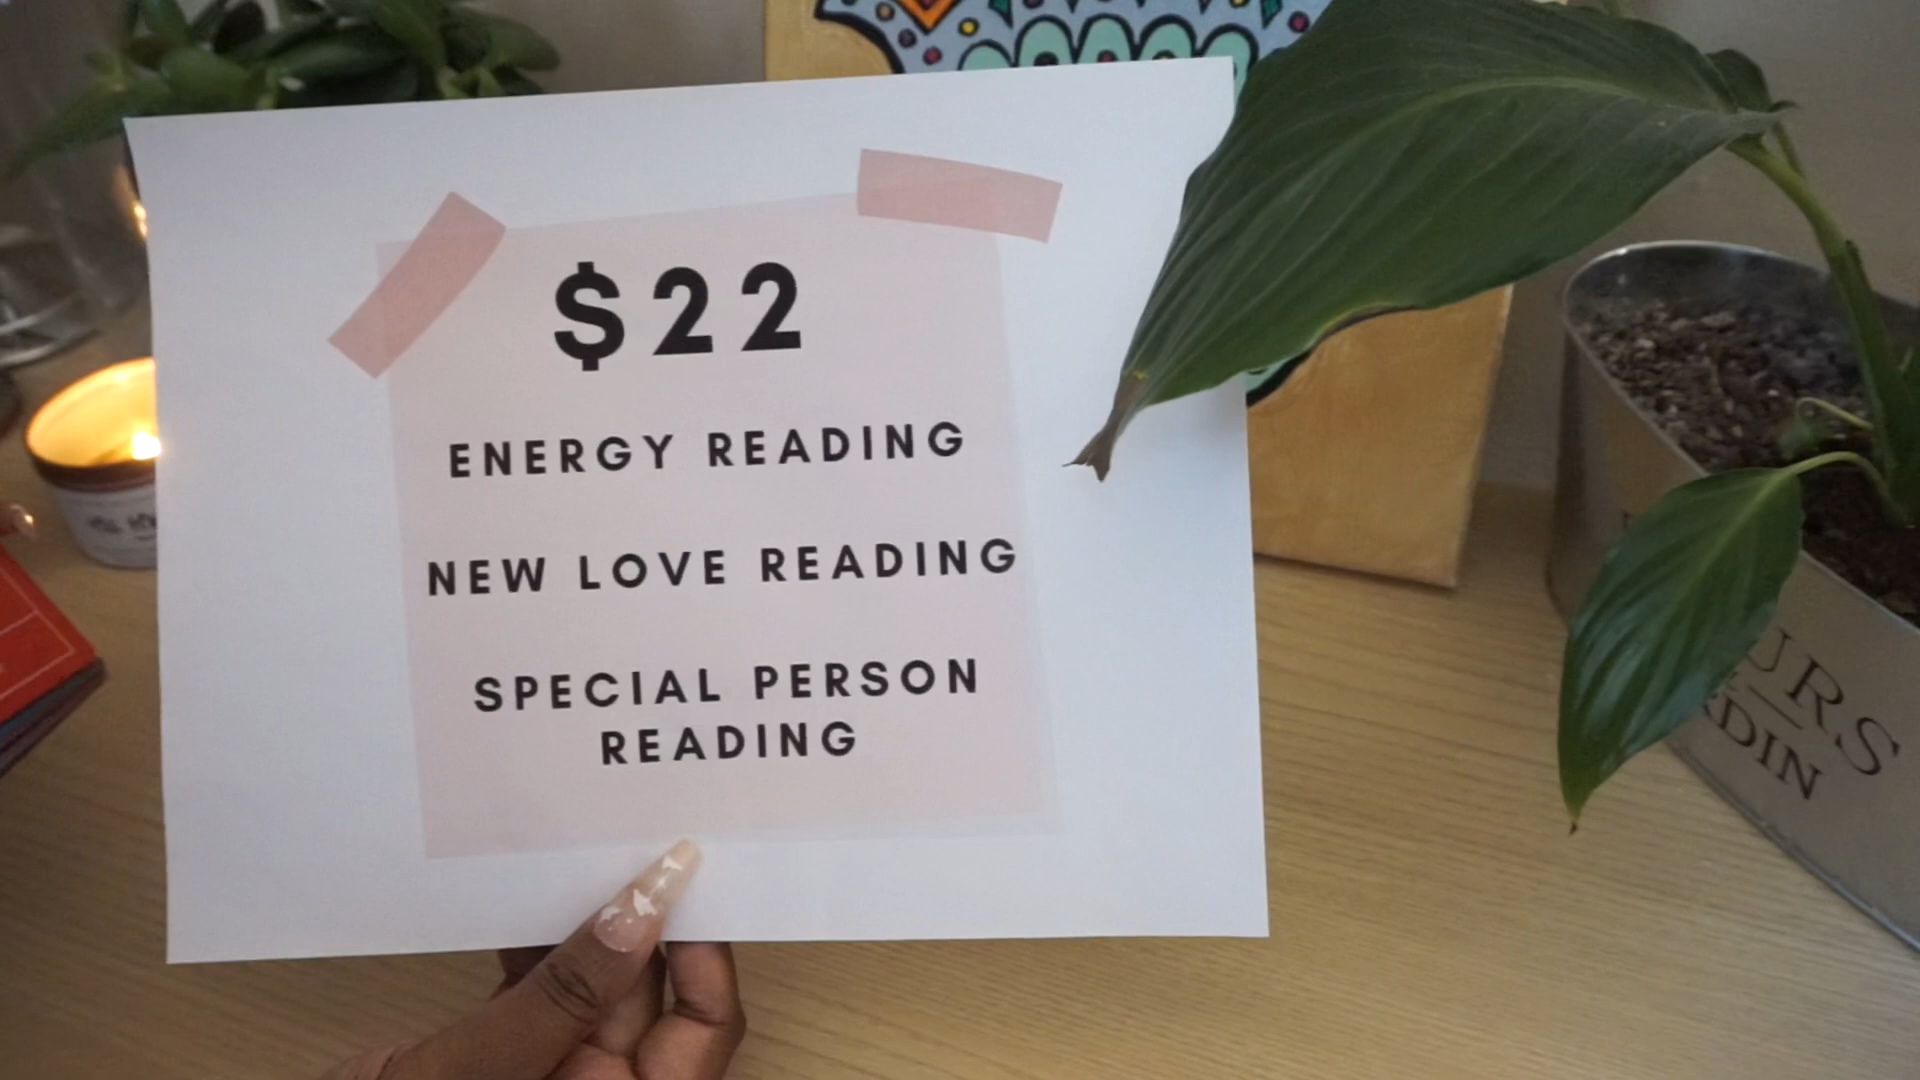 $22
ENERGY READING
NEW LOVE READING
SPECIAL PERSON
READING